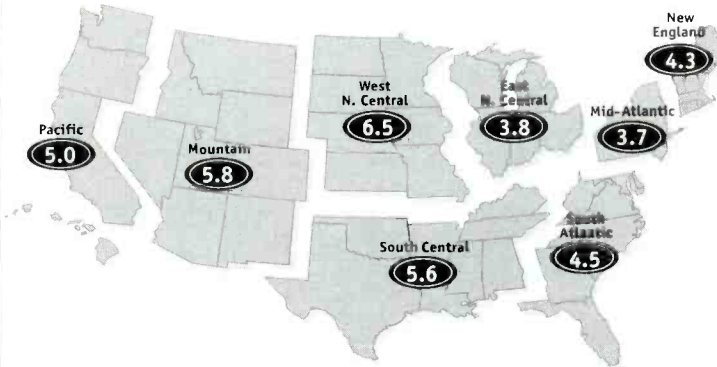 New
England
4.3
West
N. Central
6.5
East
N. Central
3.8
Mid-Atlantic
3.7
Pacific
5.0
Mountain
5.8
South Central
5.6
South
Atlantic
4.5